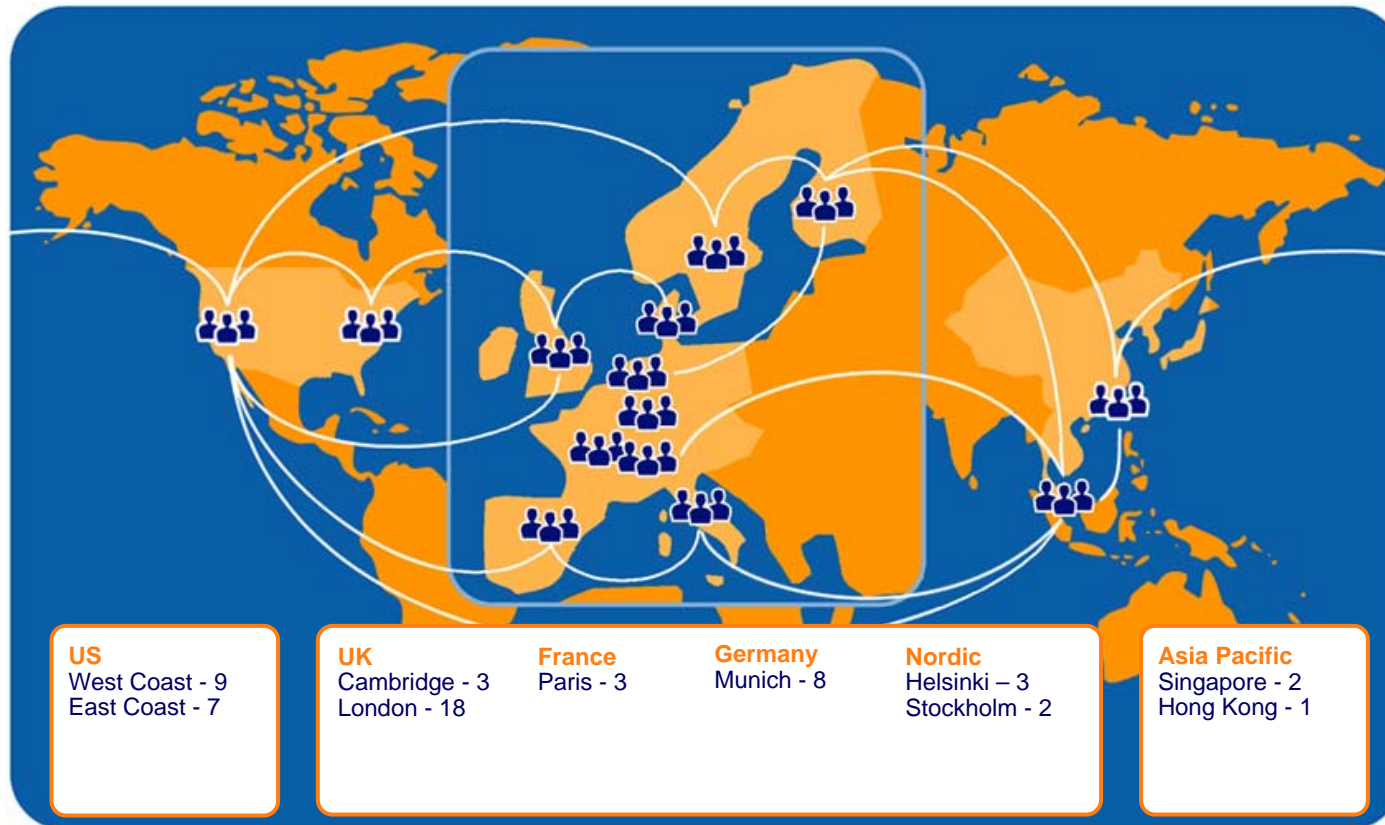 US
West Coast - 9
East Coast - 7
UK
Cambridge - 3
London - 18
France
Paris - 3
Germany
Munich - 8
Nordic
Helsinki – 3
Stockholm - 2
Asia Pacific
Singapore - 2
Hong Kong - 1